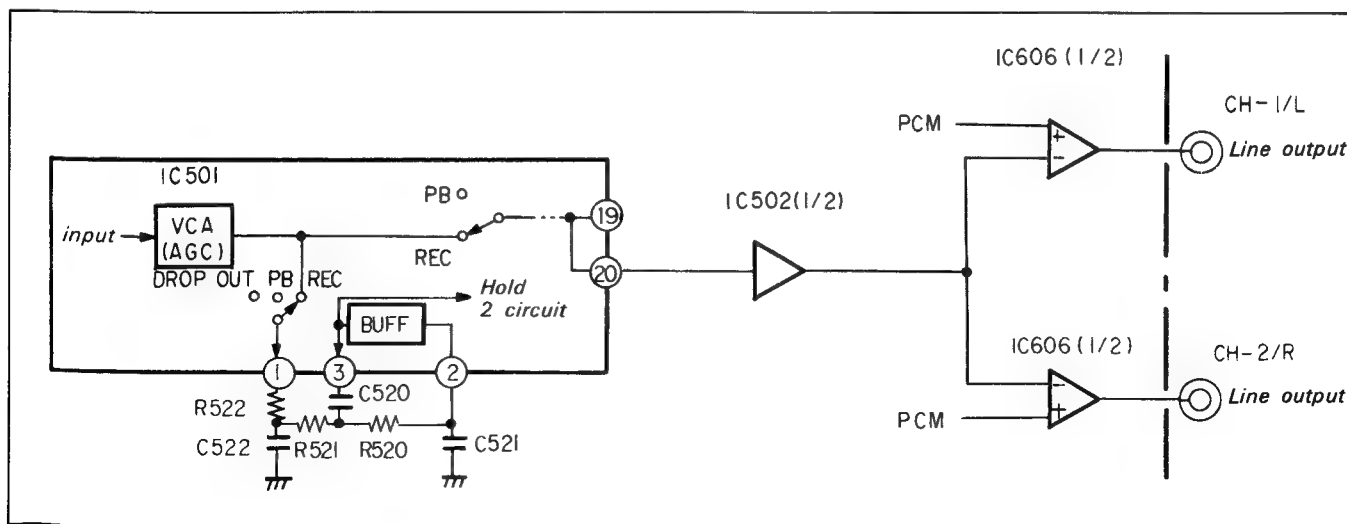 IC606 (1/2)
CH-1/L
PCM
Line output
+
-
IC501
PB
IC502(1/2)
19
VCA
(AGC)
input
REC
DROP OUT PB REC
20
Hold
2 circuit
BUFF
IC606 (1/2)
CH-2/R
1
3
2
-
+
Line output
C520
R522
PCM
C522
R521
R520
C521